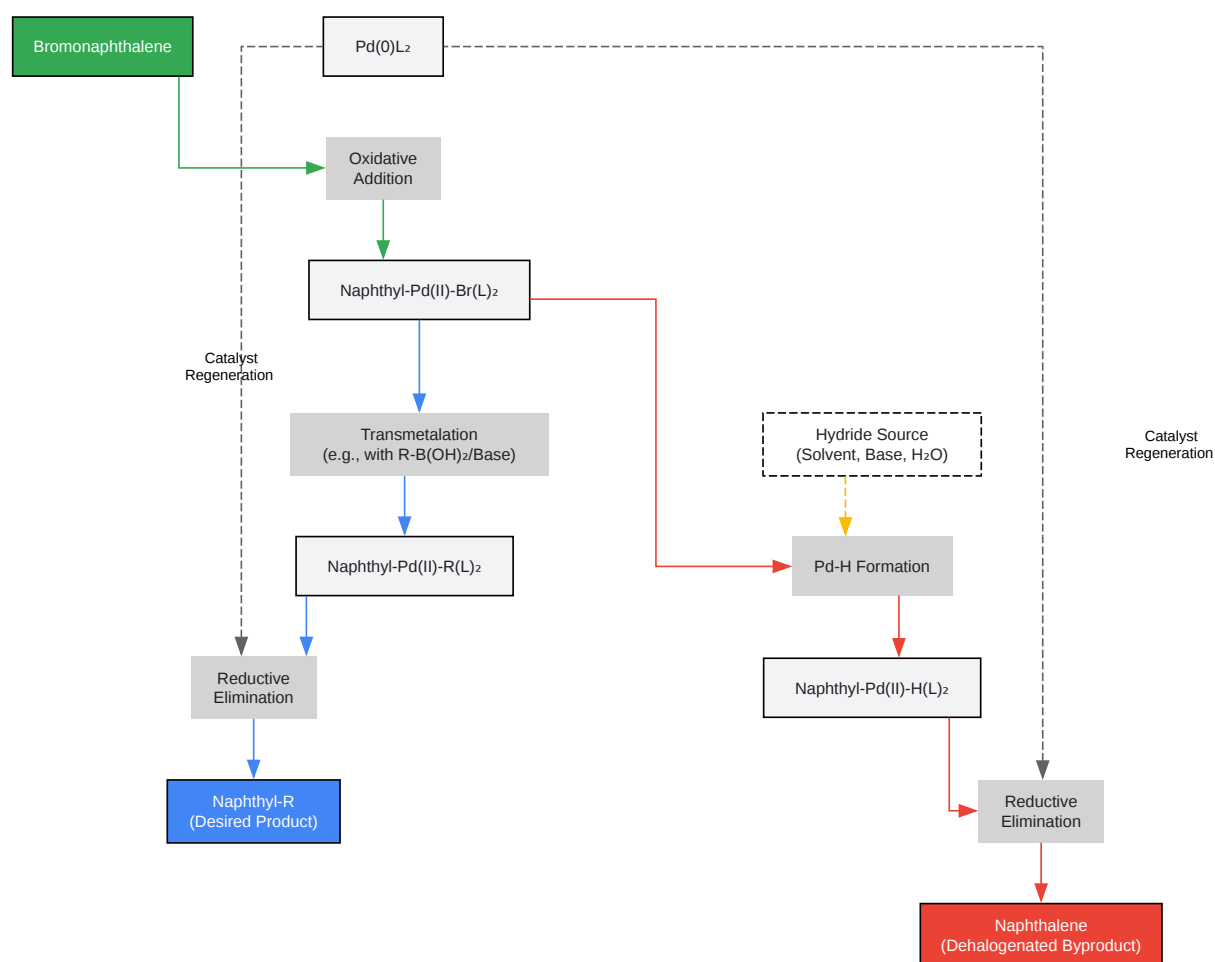 Bromonaphthalene
Pd(0)L₂
Oxidative
Addition
Naphthyl-Pd(II)-Br(L)₂
Catalyst
Regeneration
Transmetalation
(e.g., with R-B(OH)₂/Base)
Hydride Source
(Solvent, Base, H₂O)
Catalyst
Regeneration
Naphthyl-Pd(II)-R(L)₂
Pd-H Formation
Reductive
Elimination
Naphthyl-Pd(II)-H(L)₂
Naphthyl-R
(Desired Product)
Reductive
Elimination
Naphthalene
(Dehalogenated Byproduct)